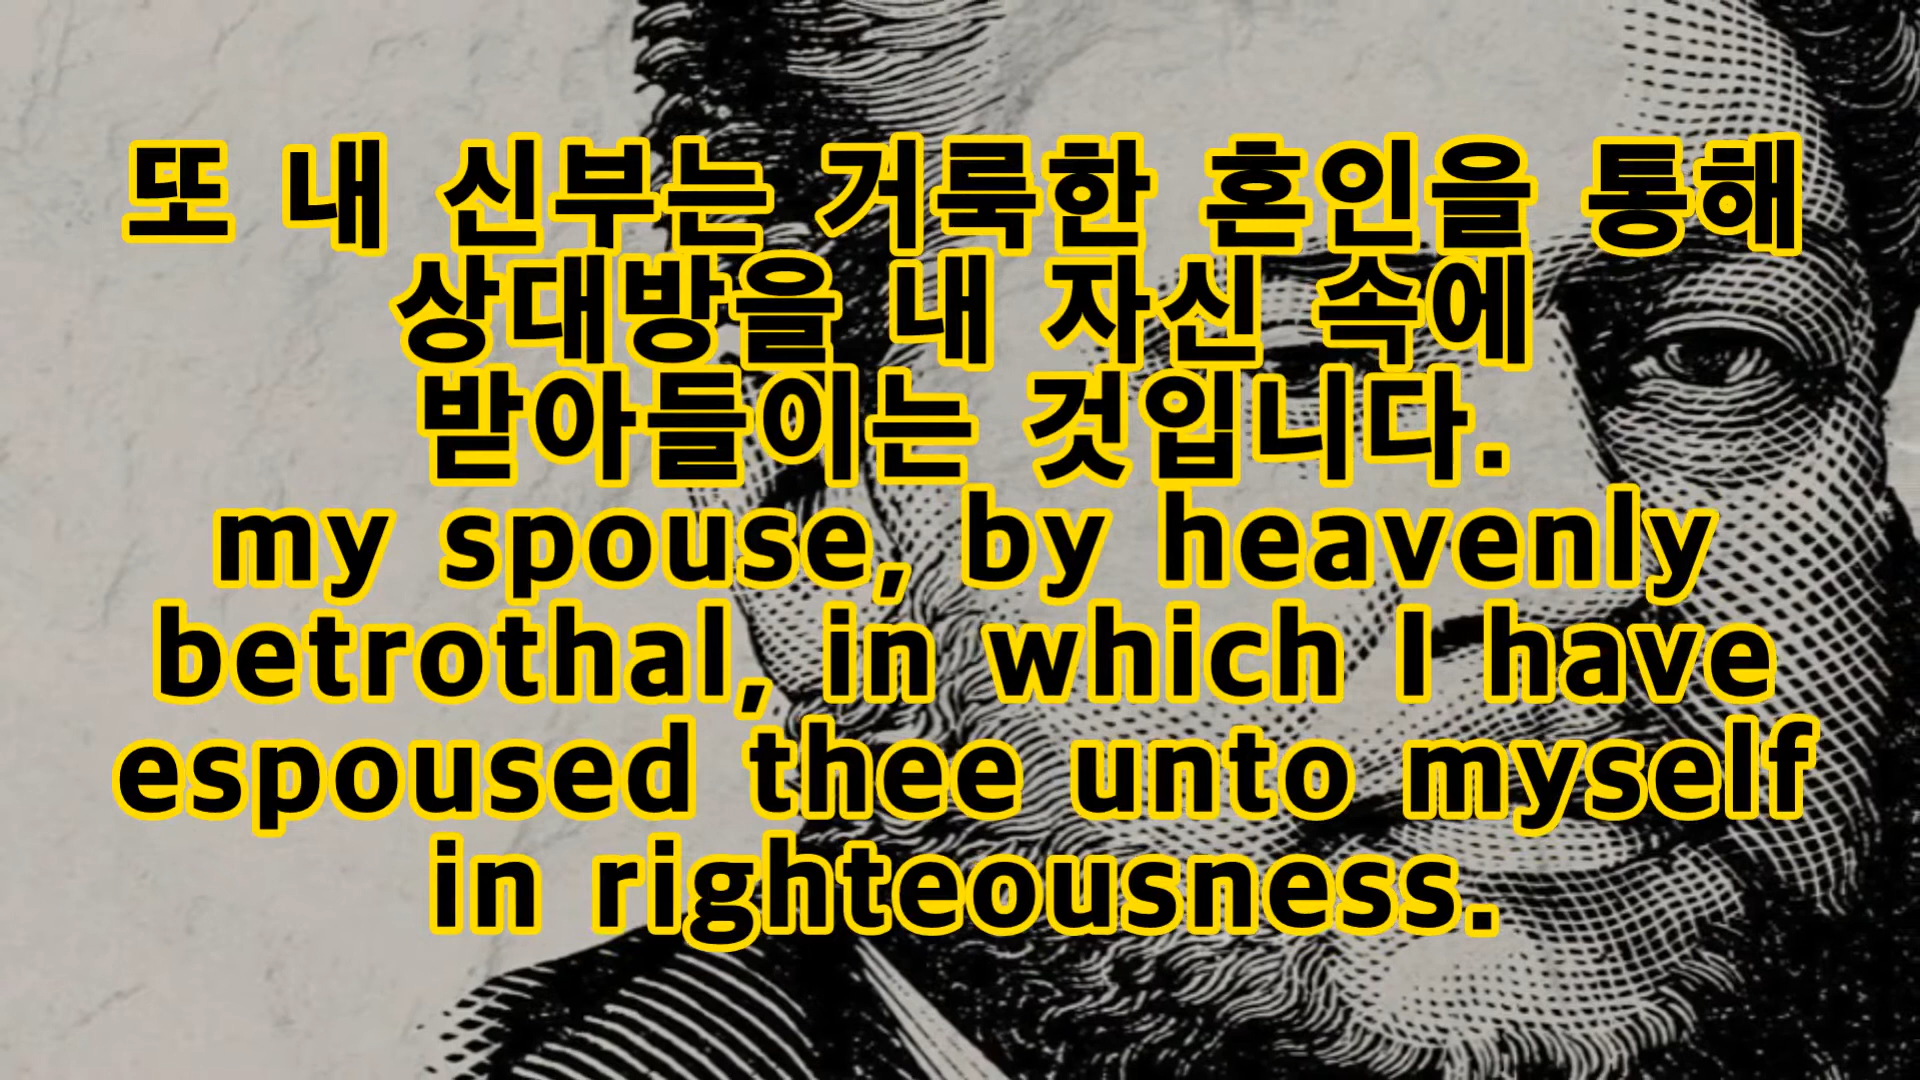 또 내 신부는 거룩한 혼인을 통해
상대방을 내 자신 속에
받아들이는 것입니다.
my spouse, by heavenly
betrothal, in which I have
espoused thee unto myself
in righteousness.